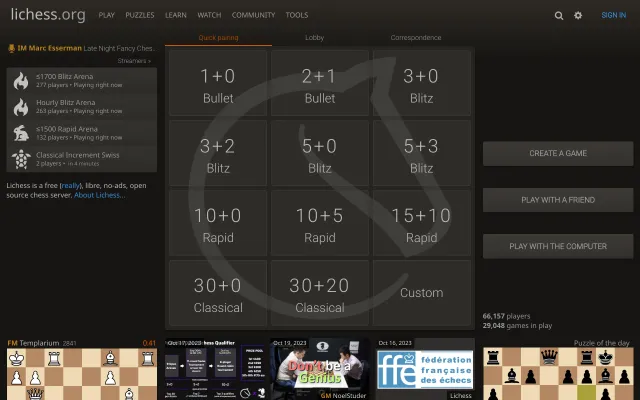 lichess.org PLAY PUZZLES LEARN WATCH COMMUNITY TOOLS SIGN IN
Quick pairing Lobby Correspondence
IM Marc Esserman Late Night Fancy Ches.
Streamers »
≤1700 Blitz Arena
277 players • Playing right now
Hourly Blitz Arena
263 players • Playing right now
≤1500 Rapid Arena
132 players • Playing right now
Classical Increment Swiss
2 players • in 4 minutes
Lichess is a free (really), libre, no-ads, open
source chess server. About Lichess...
1+0 2+1 3+0
Bullet Bullet Blitz
3+2 5+0 5+3
Blitz Blitz Blitz
10+0 10+5 15+10
Rapid Rapid Rapid
30+0 30+20 Custom
Classical Classical
CREATE A GAME
PLAY WITH A FRIEND
PLAY WITH THE COMPUTER
66,157 players
29,048 games in play
FM Templarium 2841 0:41
Oct 17, 2023
hess Qualifier
PRIZE POOL
Oct 19, 2023
Don't be a
Genius
GM NoelStuder
Oct 16, 2023
ffe
fédération
française
des échecs
Lichess
Puzzle of the day